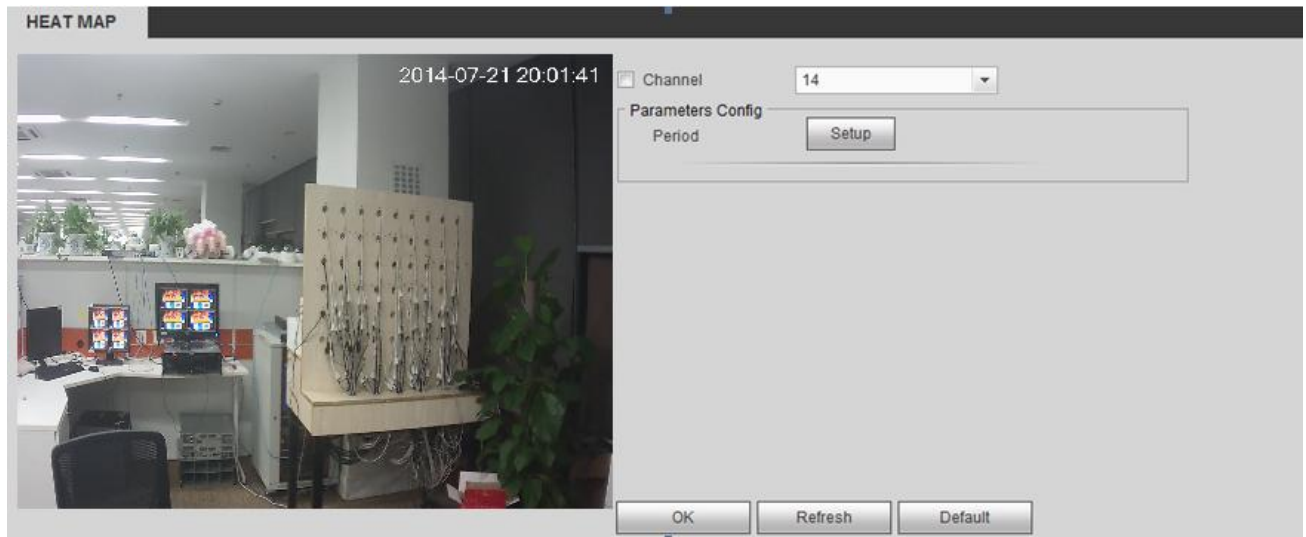 HEAT MAP
2014-07-21 20:01:41
Channel 14
Parameters Config
Period Setup
OK Refresh Default